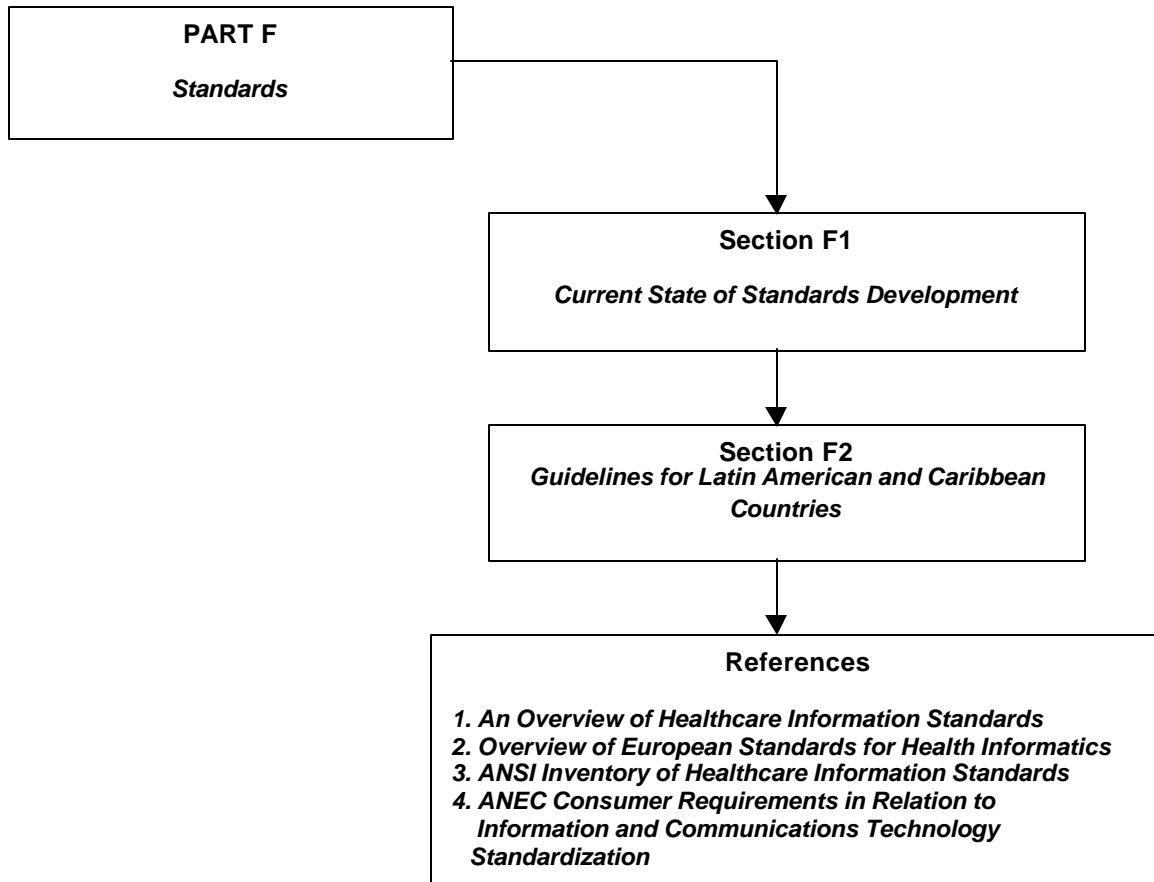 PART F
Standards
Section F1
Current State of Standards Development
Section F2
Guidelines for Latin American and Caribbean
Countries
References
1. An Overview of Healthcare Information Standards
2. Overview of European Standards for Health Informatics
3. ANSI Inventory of Healthcare Information Standards
4. ANEC Consumer Requirements in Relation to
Information and Communications Technology
Standardization